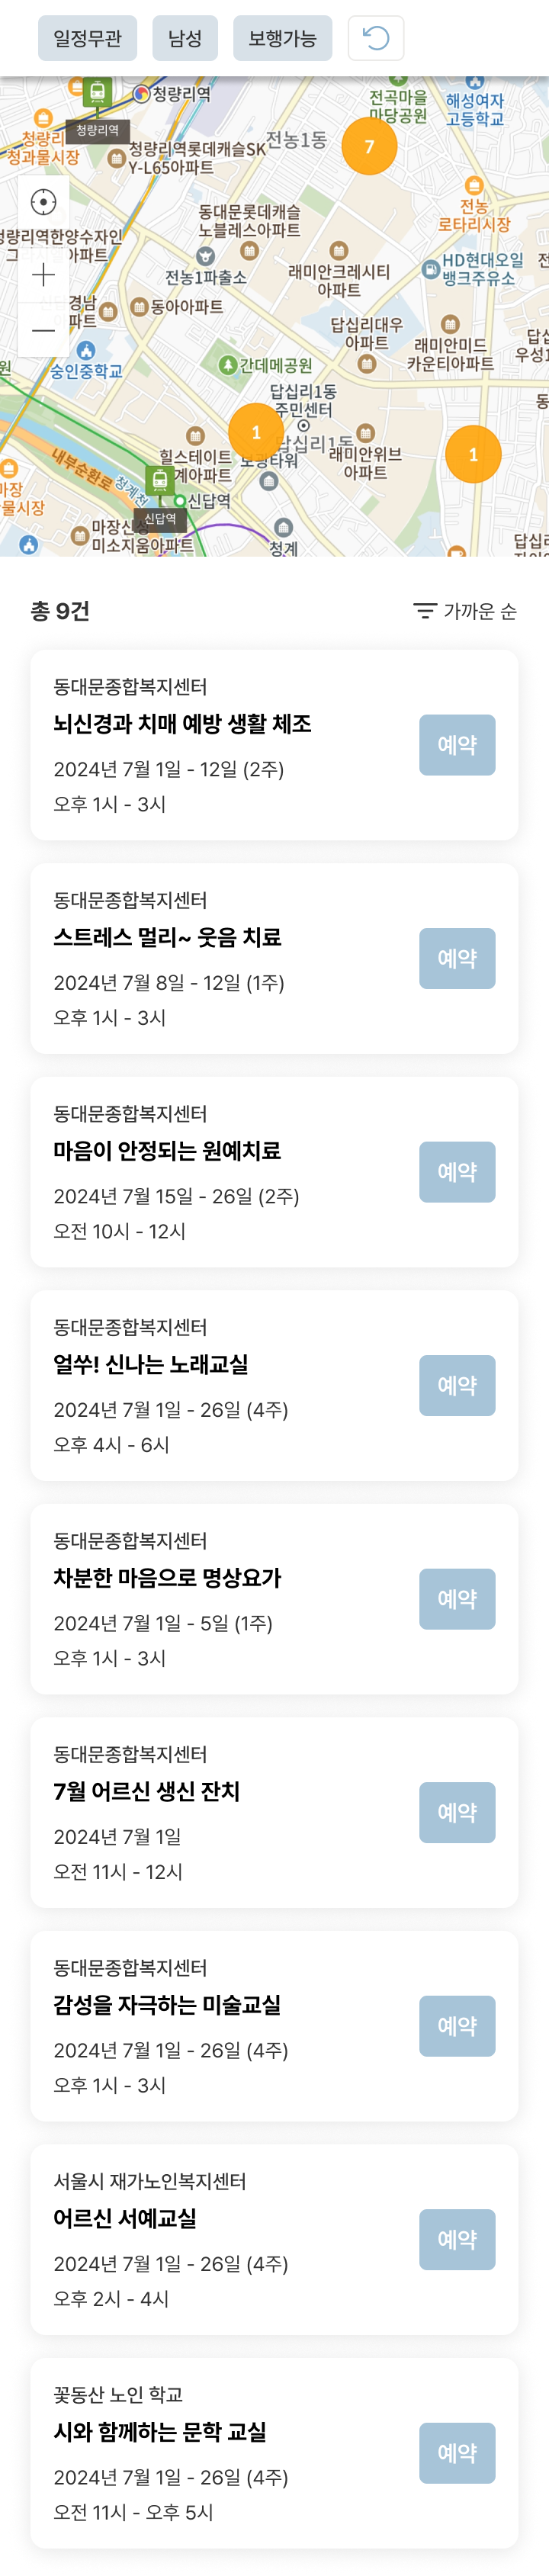 일정무관
남성
보행가능
청량리역
전곡마을
마당공원
해성여자
고등학교
청량리역
청량리
청과물시장
청량리역롯데캐슬SK
Y-L65아파트
전농1동
7
전농
로타리시장
동대문롯데캐슬
노블레스아파트
청량리역한양수자인
아파트
전농1파출소
래미안크레시티
아파트
HD현대오일
뱅크주유소
경남
아파트
동아아파트
답십리대우
아파트
래미안미드
카운티아파트
숭인중학교
간데메공원
답십리1동
주민센터
1
답십리1동
1
힐스테이트
청계아파트
래미안위브
아파트
내부순환로
청계천
신답역
신답역
마장
물시장
마장신성
미소지움아파트
청계
총 9건
가까운 순
동대문종합복지센터
뇌신경과 치매 예방 생활 체조
2024년 7월 1일 - 12일 (2주)
오후 1시 - 3시
예약
동대문종합복지센터
스트레스 멀리~ 웃음 치료
2024년 7월 8일 - 12일 (1주)
오후 1시 - 3시
예약
동대문종합복지센터
마음이 안정되는 원예치료
2024년 7월 15일 - 26일 (2주)
오전 10시 - 12시
예약
동대문종합복지센터
얼쑤! 신나는 노래교실
2024년 7월 1일 - 26일 (4주)
오후 4시 - 6시
예약
동대문종합복지센터
차분한 마음으로 명상요가
2024년 7월 1일 - 5일 (1주)
오후 1시 - 3시
예약
동대문종합복지센터
7월 어르신 생신 잔치
2024년 7월 1일
오전 11시 - 12시
예약
동대문종합복지센터
감성을 자극하는 미술교실
2024년 7월 1일 - 26일 (4주)
오후 1시 - 3시
예약
서울시 재가노인복지센터
어르신 서예교실
2024년 7월 1일 - 26일 (4주)
오후 2시 - 4시
예약
꽃동산 노인 학교
시와 함께하는 문학 교실
2024년 7월 1일 - 26일 (4주)
오전 11시 - 오후 5시
예약